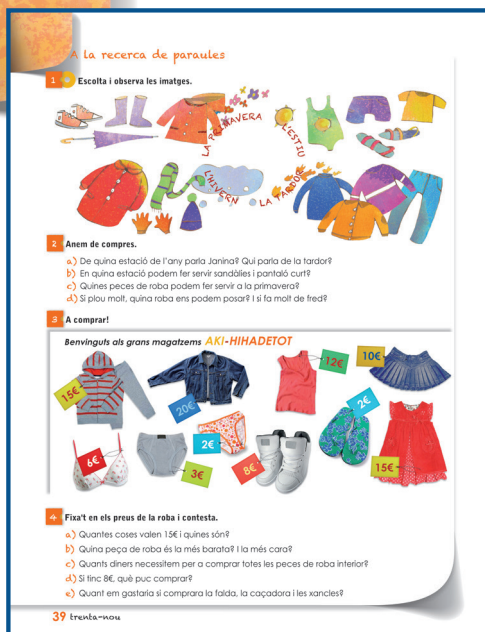 A la recerca de paraules
1 Escolta i observa les imatges.
LA PRIMAVERA
L'ESTIU
L'HIVERN
LA TARDOR
2 Anem de compres.
a) De quina estació de l'any parla Janina? Qui parla de la tardor?
b) En quina estació podem fer servir sandàlies i pantaló curt?
c) Quines peces de roba podem fer servir a la primavera?
d) Si plou molt, quina roba ens podem posar? I si fa molt de fred?
3 A comprar!
Benvinguts als grans magatzems AKI-HIHADETOT
15€
20€
12€
10€
2€
2€
6€
3€
8€
15€
4 Fixa't en els preus de la roba i contesta.
a) Quantes coses valen 15€ i quines són?
b) Quina peça de roba és la més barata? I la més cara?
c) Quants diners necessitem per a comprar totes les peces de roba interior?
d) Si tinc 8€, què puc comprar?
e) Quant em gastaria si comprara la falda, la caçadora i les xancles?
39 trenta-nou